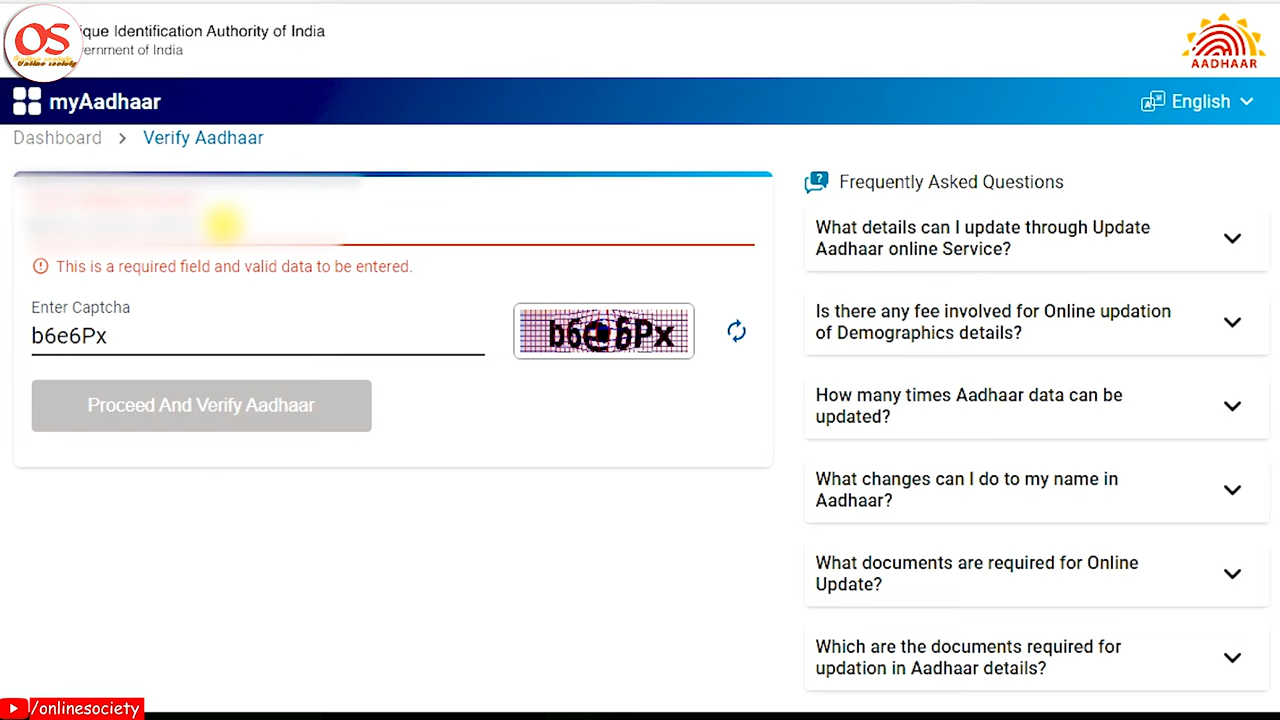 OS
Online society
ique Identification Authority of India
ernment of India
AADHAAR
myAadhaar
English
Dashboard > Verify Aadhaar
This is a required field and valid data to be entered.
Enter Captcha
b6e6Px
b6e6Px
Proceed And Verify Aadhaar
Frequently Asked Questions
What details can I update through Update
Aadhaar online Service?
Is there any fee involved for Online updation
of Demographics details?
How many times Aadhaar data can be
updated?
What changes can I do to my name in
Aadhaar?
What documents are required for Online
Update?
Which are the documents required for
updation in Aadhaar details?
/onlinesociety